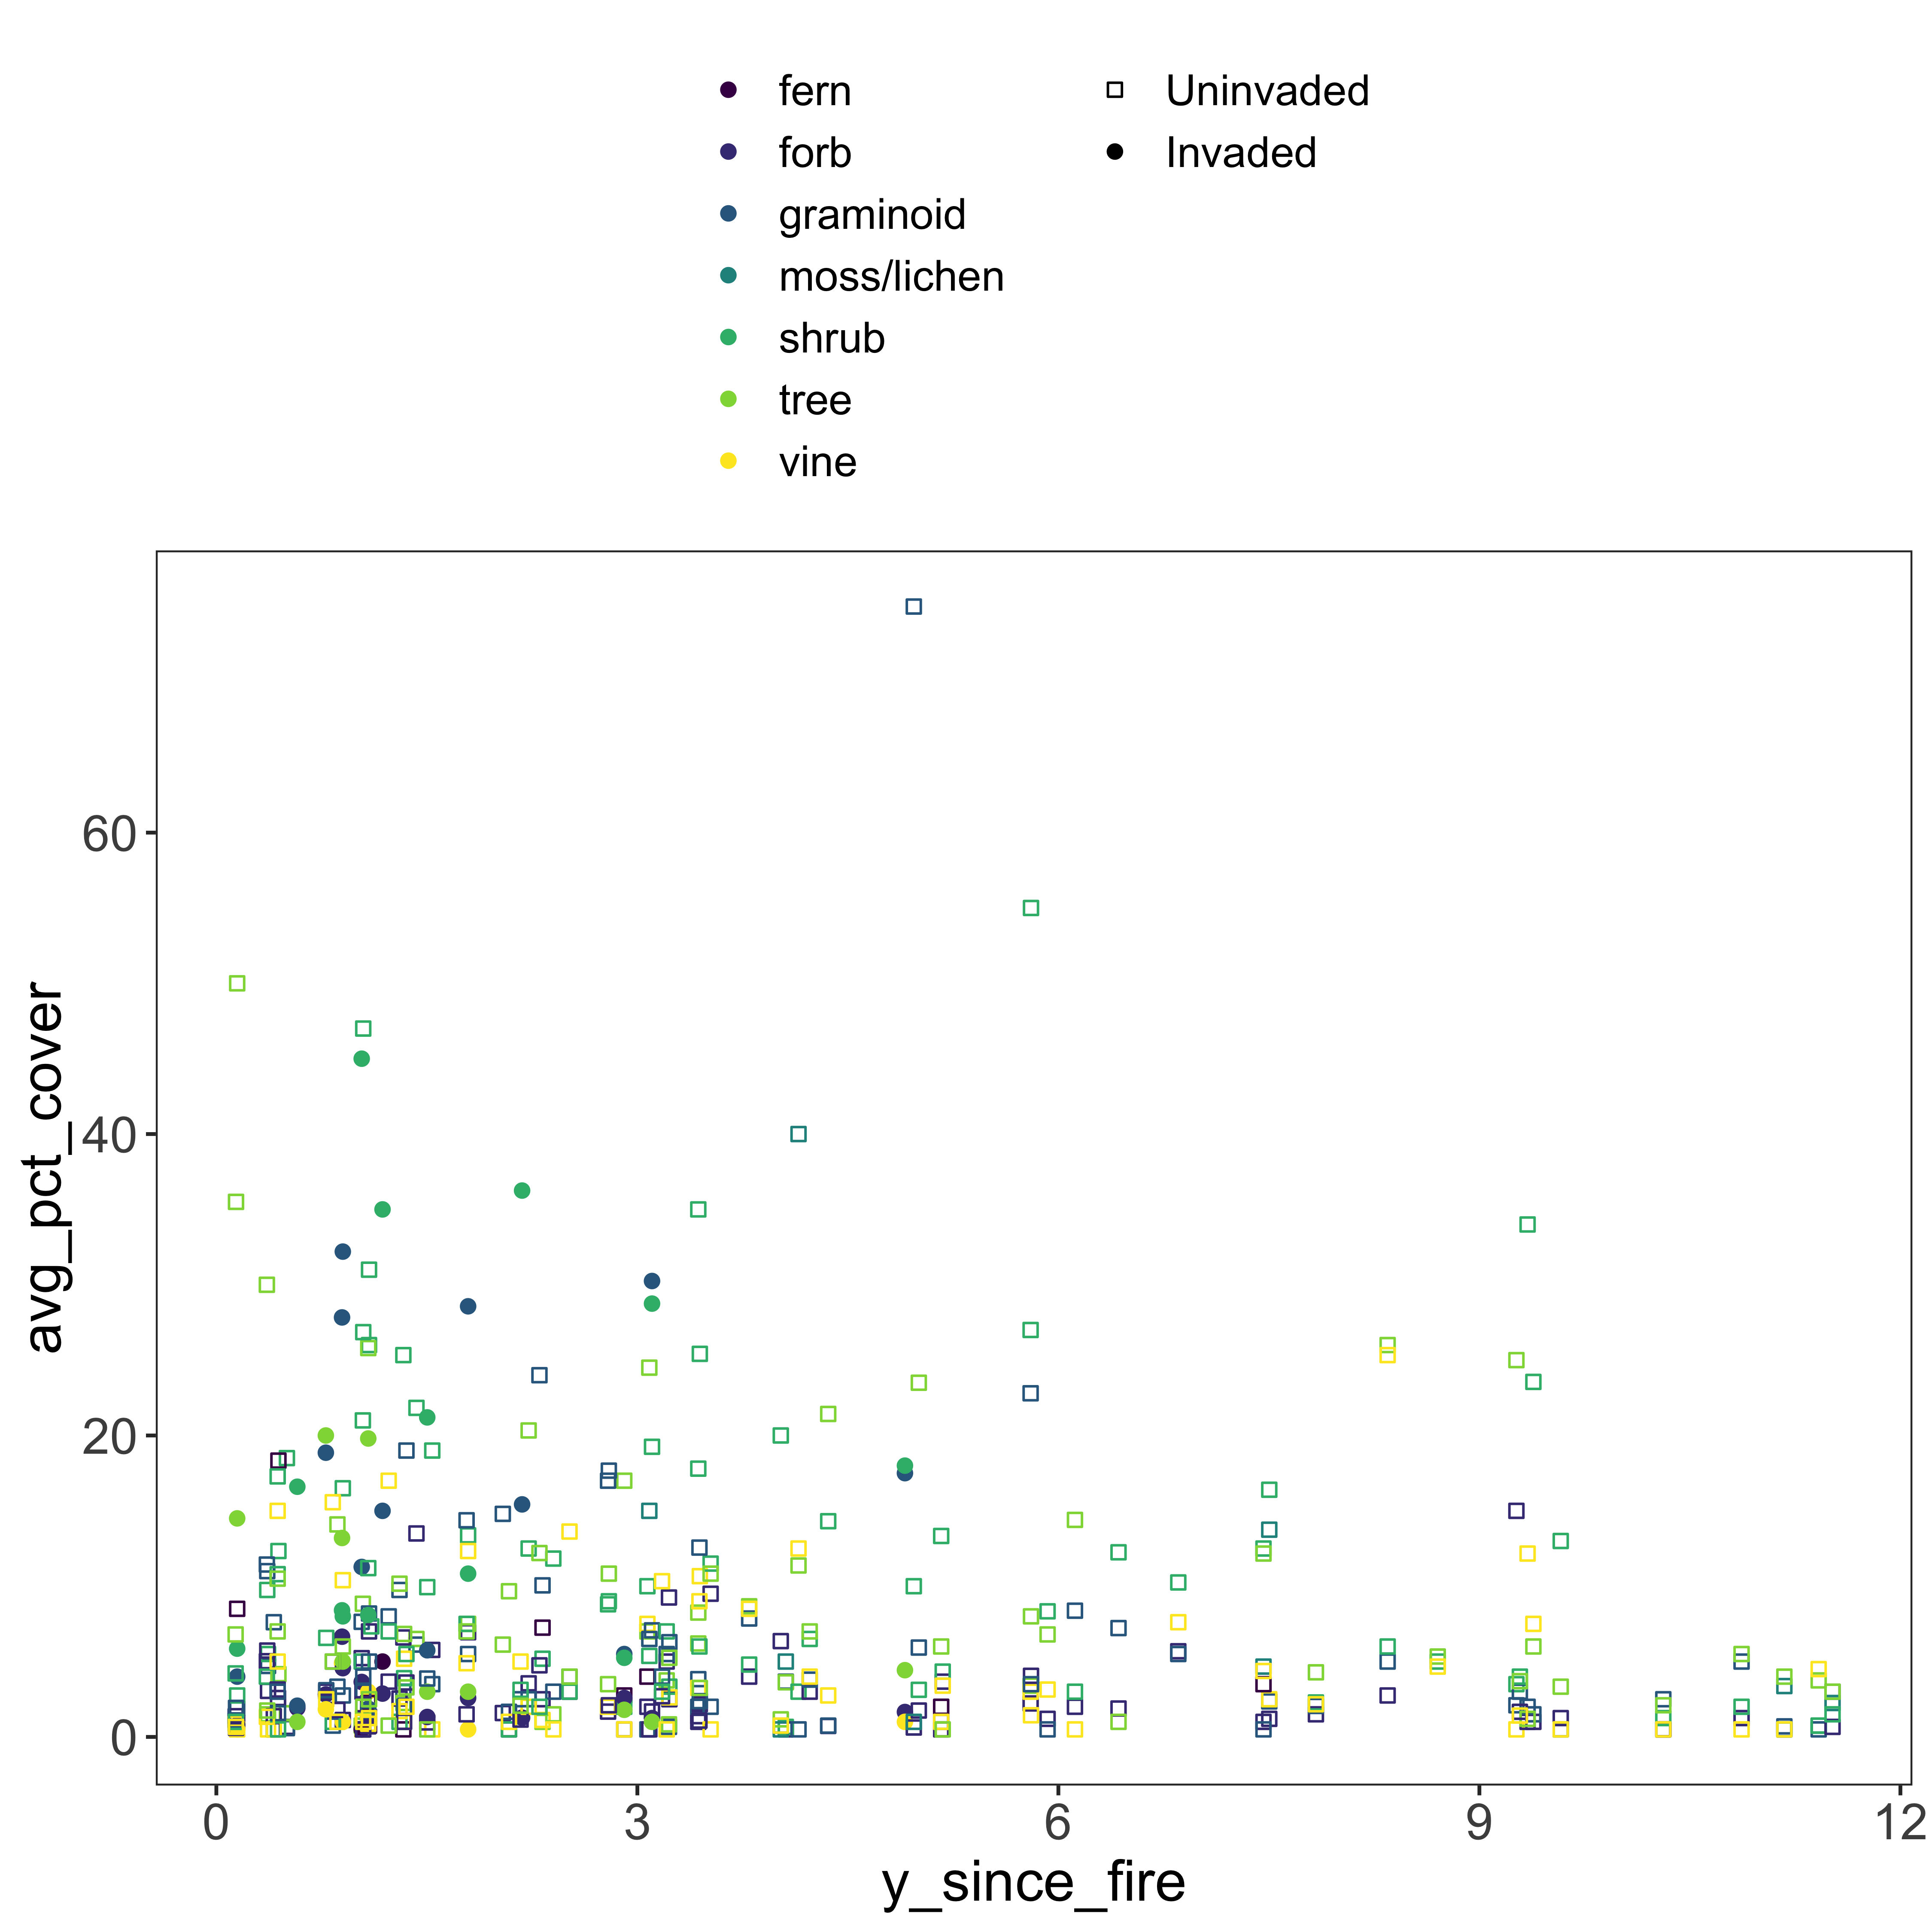 fern
forb
graminoid
moss/lichen
shrub
tree
vine
Uninvaded
Invaded
avg_pct_cover
60
40
20
0
0 3 6 9 12
y_since_fire